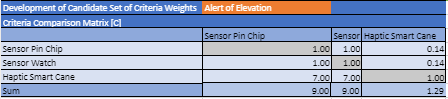 Development of Candidate Set of Criteria Weights Alert of Elevation
Criteria Comparison Matrix [C]
Sensor Pin Chip Sensor Haptic Smart Cane
Sensor Pin Chip 1.00 1.00 0.14
Sensor Watch 1.00 1.00 0.14
Haptic Smart Cane 7.00 7.00 1.00
Sum 9.00 9.00 1.29